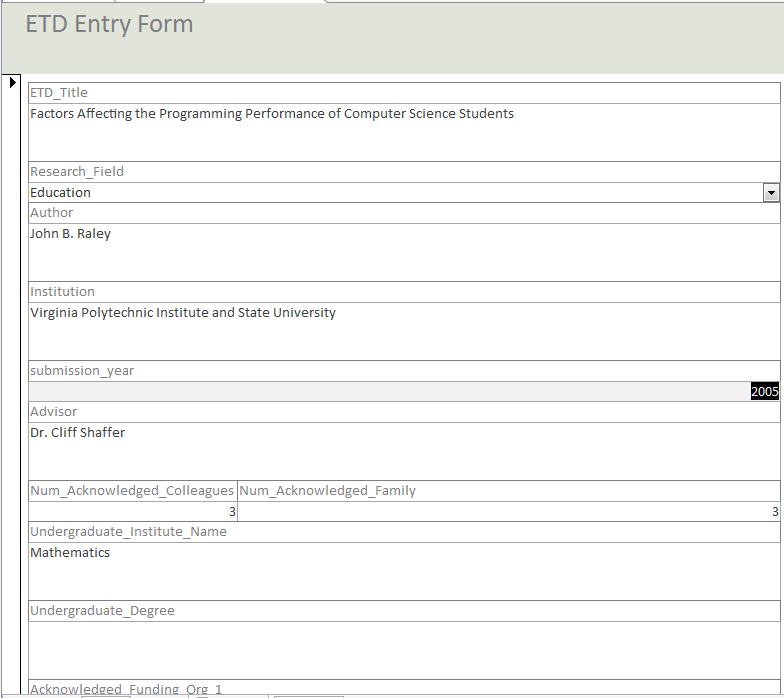 ETD Entry Form
ETD_Title
Factors Affecting the Programming Performance of Computer Science Students
Research_Field
Education
Author
John B. Raley
Institution
Virginia Polytechnic Institute and State University
submission_year
2005
Advisor
Dr. Cliff Shaffer
Num_Acknowledged_Colleagues Num_Acknowledged_Family
3 3
Undergraduate_Institute_Name
Mathematics
Undergraduate_Degree
Acknowledged_Funding_Org_1